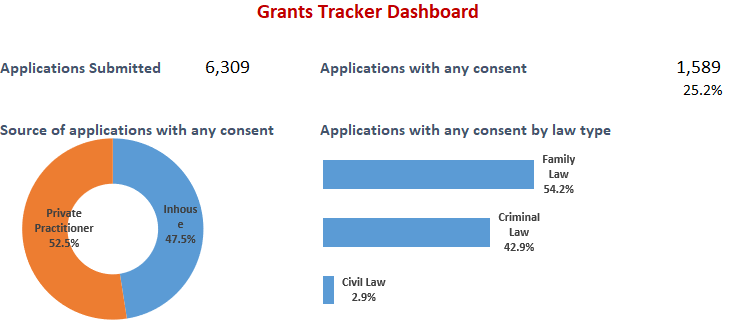 Grants Tracker Dashboard
Applications Submitted 6,309 Applications with any consent 1,589
25.2%
Source of applications with any consent Applications with any consent by law type
Private
Practitioner
52.5%
Inhous
e
47.5%
Family
Law
54.2%
Criminal
Law
42.9%
Civil Law
2.9%